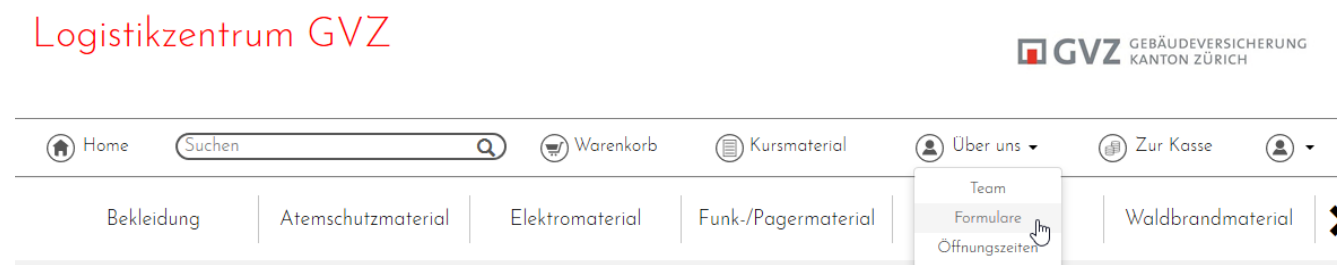 Logistikzentrum GVZ
GVZ GEBÄUDEVERSICHERUNG
KANTON ZÜRICH
Home Suchen Warenkorb Kursmaterial Über uns Zur Kasse
Team
Bekleidung Atemschutzmaterial Elektromaterial Funk-/Pagermaterial Formulare Waldbrandmaterial
Öffnungszeiten